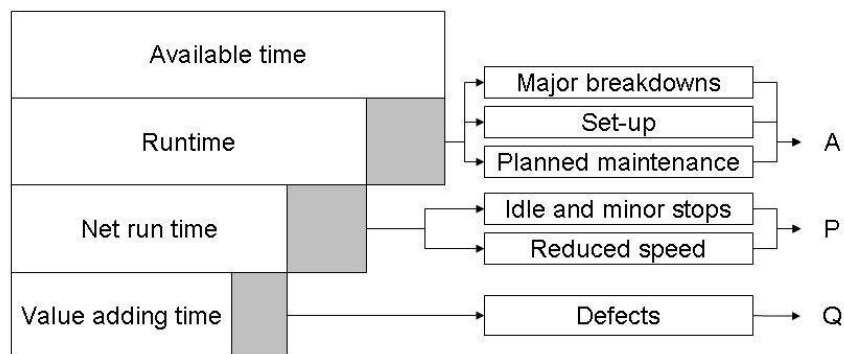 Available time
Major breakdowns
Runtime
Set-up
A
Planned maintenance
Net run time
Idle and minor stops
P
Reduced speed
Value adding time
Defects
Q